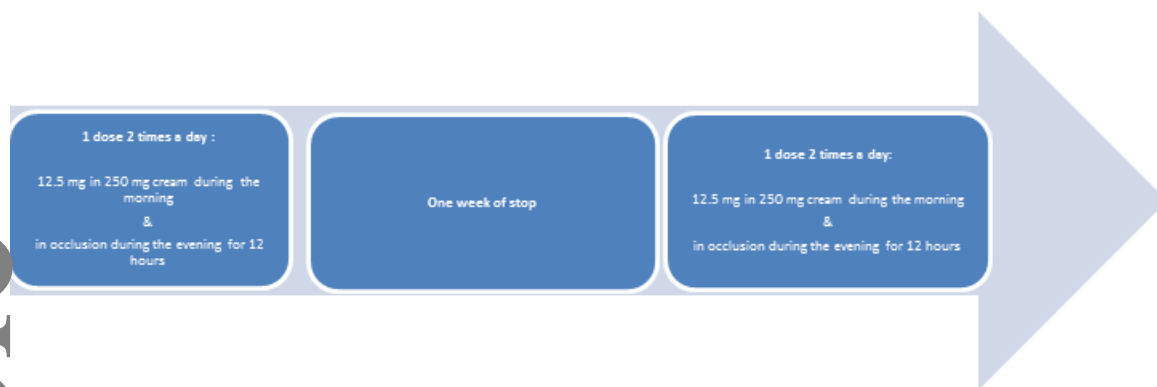 1 dose 2 times a day :
12.5 mg in 250 mg cream during the
morning
&
in occlusion during the evening for 12
hours
One week of stop
1 dose 2 times a day:
12.5 mg in 250 mg cream during the morning
&
in occlusion during the evening for 12 hours